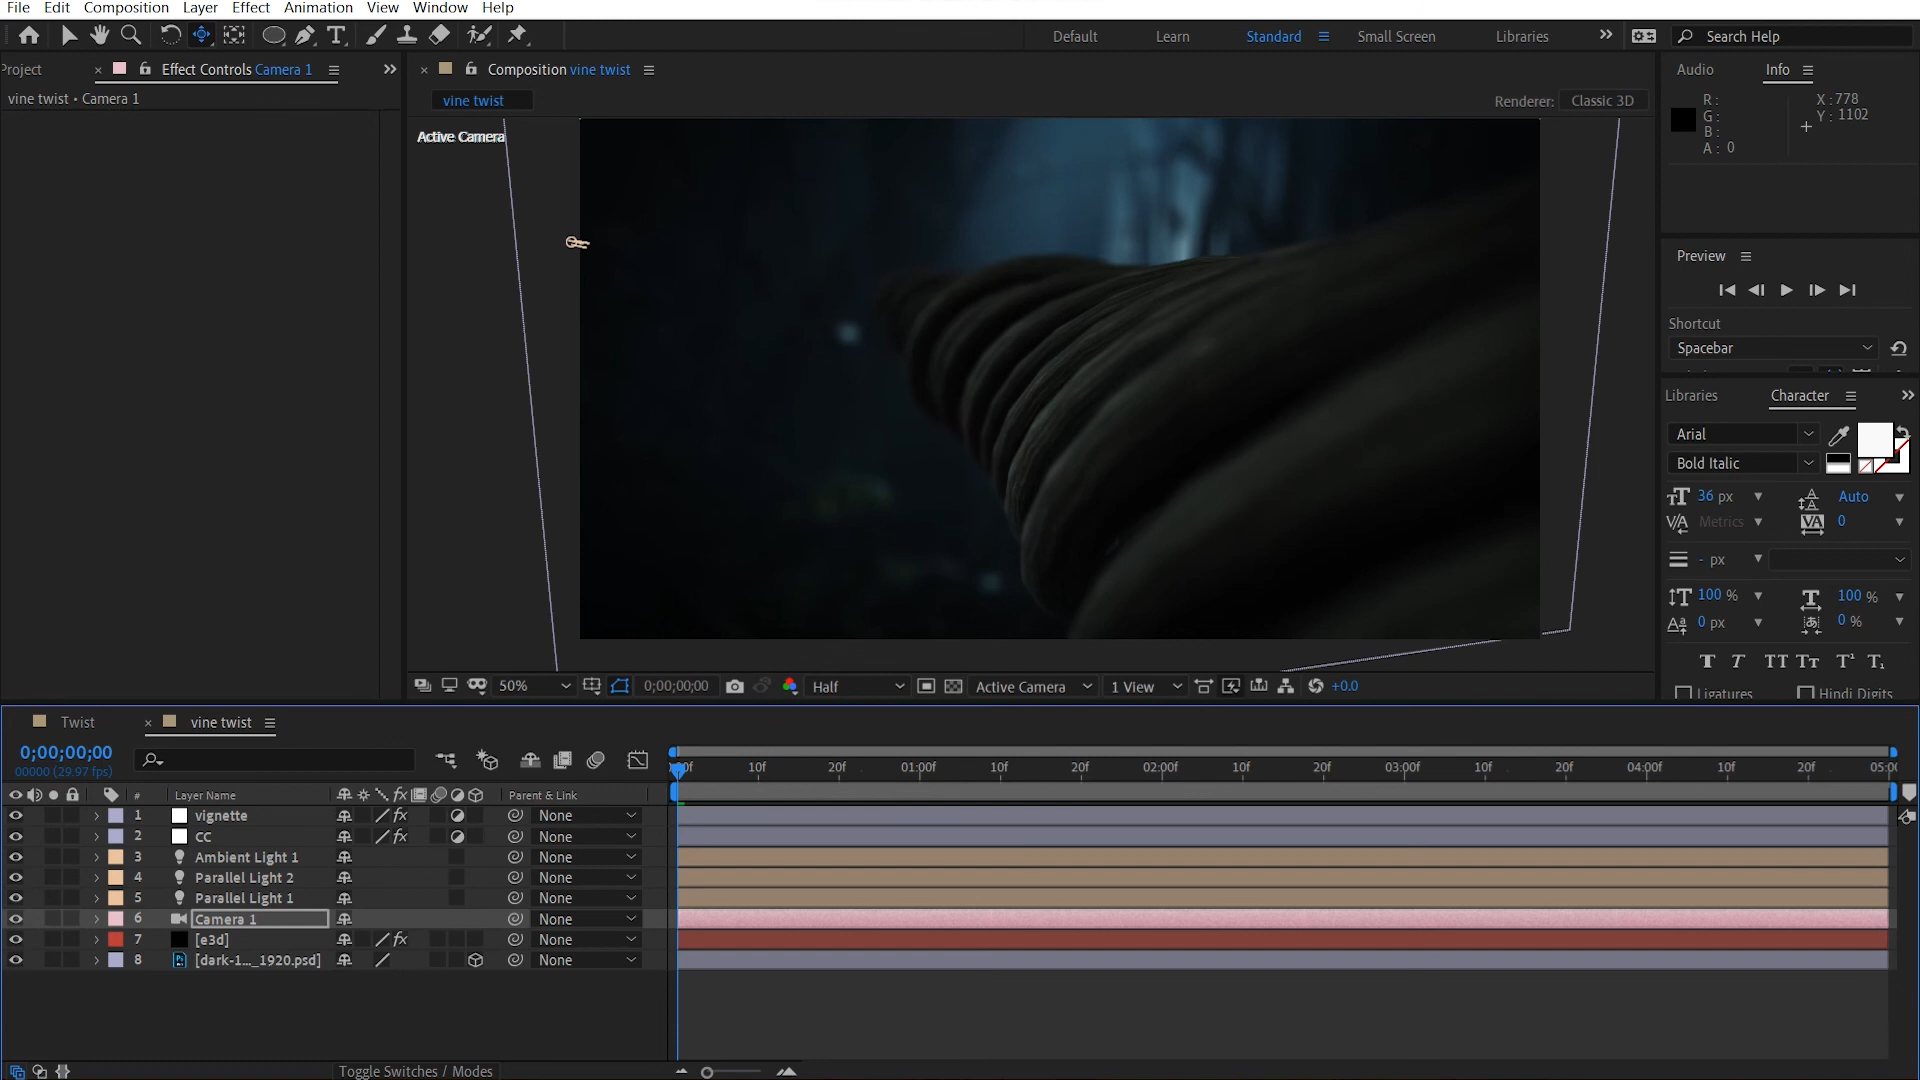 File Edit Composition Layer Effect Animation View Window Help
Default Learn Standard Small Screen Libraries Search Help
Project Effect Controls Camera 1
vine twist • Camera 1
Composition vine twist
vine twist
Renderer: Classic 3D
Active Camera
50% 0;00;00;00 Half Active Camera 1 View +0.0
Audio Info
R :
G :
B :
A : 0
X : 778
Y : 1102
Preview
Shortcut
Spacebar
Libraries Character
Arial
Bold Italic
36 px Auto
Metrics 0
- px
100 % 100 %
0 px 0 %
Ligatures Hindi Digits
Twist vine twist
0;00;00;00
00000 (29.97 fps)
10f 20f 01:00f 10f 20f 02:00f 10f 20f 03:00f 10f 20f 04:00f 10f 20f 05:00
# Layer Name Parent & Link
1 vignette None
2 CC None
3 Ambient Light 1 None
4 Parallel Light 2 None
5 Parallel Light 1 None
6 Camera 1 None
7 [e3d] None
8 [dark-1..._1920.psd] None
Toggle Switches / Modes